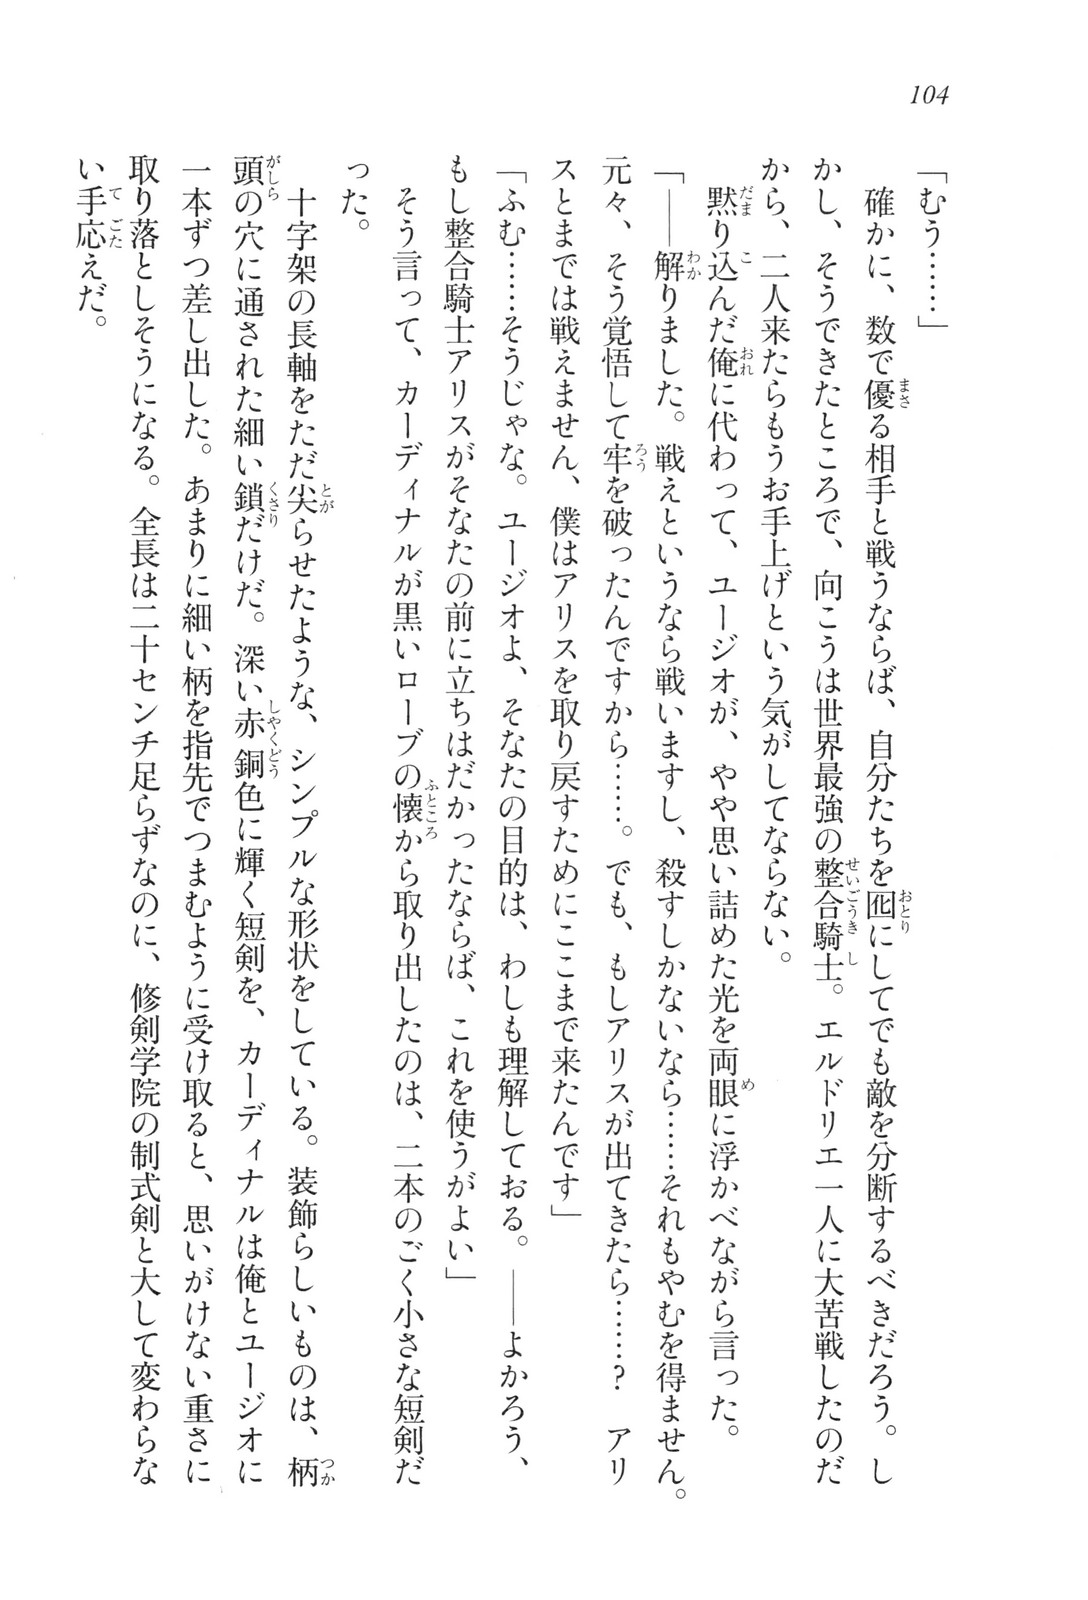 104
「むう……」
　確かに、数で優る相手と戦うならば、自分たちを囮にしてでも敵を分断するべきだろう。し
かし、そうできたところで、向こうは世界最強の整合騎士。エルドリエ一人に大苦戦したのだ
から、二人来たらもうお手上げという気がしてならない。
　黙り込んだ俺に代わって、ユージオが、やや思い詰めた光を両眼に浮かべながら言った。
「――解りました。戦えというなら戦いますし、殺すしかないなら……それもやむを得ません。
元々、そう覚悟して牢を破ったんですから……。でも、もしアリスが出てきたら……？　アリ
スとまでは戦えません、僕はアリスを取り戻すためにここまで来たんです」
「ふむ……そうじゃな。ユージオよ、そなたの目的は、わしも理解しておる。――よかろう、
もし整合騎士アリスがそなたの前に立ちはだかったならば、これを使うがよい」
　そう言って、カーディナルが黒いローブの懐から取り出したのは、二本のごく小さな短剣だ
った。
　十字架の長軸をただ尖らせたような、シンプルな形状をしている。装飾らしいものは、柄
頭の穴に通された細い鎖だけだ。深い赤銅色に輝く短剣を、カーディナルは俺とユージオに
一本ずつ差し出した。あまりに細い柄を指先でつまむように受け取ると、思いがけない重さに
取り落としそうになる。全長は二十センチ足らずなのに、修剣学院の制式剣と大して変わらな
い手応えだ。